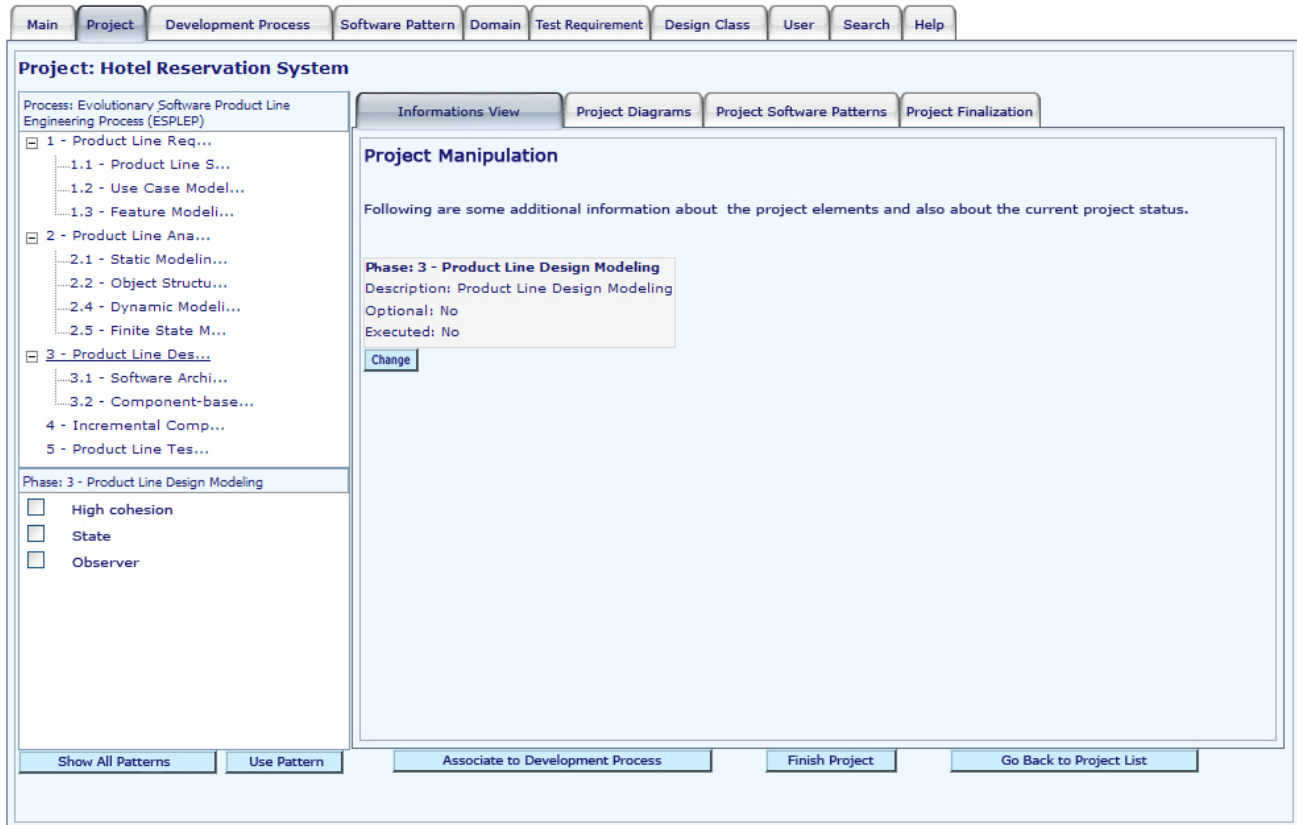 Main Project Development Process Software Pattern Domain Test Requirement Design Class User Search Help
Project: Hotel Reservation System
Process: Evolutionary Software Product Line
Engineering Process (ESPLEP)
1 - Product Line Req...
1.1 - Product Line S...
1.2 - Use Case Model...
1.3 - Feature Modeli...
2 - Product Line Ana...
2.1 - Static Modelin...
2.2 - Object Structu...
2.4 - Dynamic Modeli...
2.5 - Finite State M...
3 - Product Line Des...
3.1 - Software Archi...
3.2 - Component-base...
4 - Incremental Comp...
5 - Product Line Tes...
Phase: 3 - Product Line Design Modeling
High cohesion
State
Observer
Show All Patterns Use Pattern
Informations View Project Diagrams Project Software Patterns Project Finalization
Project Manipulation
Following are some additional information about the project elements and also about the current project status.
Phase: 3 - Product Line Design Modeling
Description: Product Line Design Modeling
Optional: No
Executed: No
Change
Associate to Development Process Finish Project Go Back to Project List